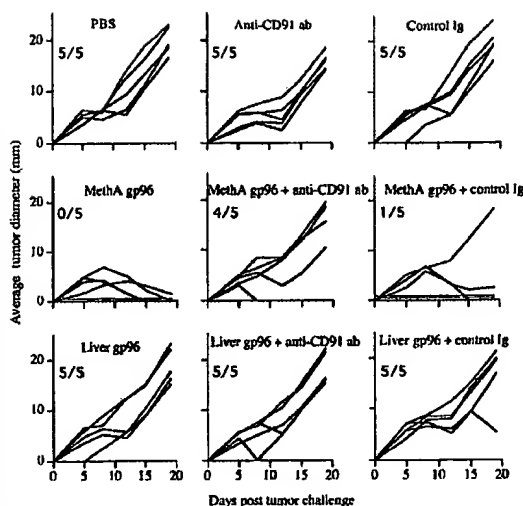 PBS
5/5
Anti-CD91 ab
5/5
Control Ig
5/5
20
10
0
MethA gp96
0/5
MethA gp96 + anti-CD91 ab
4/5
MethA gp96 + control Ig
1/5
20
10
0
Liver gp96
5/5
Liver gp96 + anti-CD91 ab
5/5
Liver gp96 + control Ig
5/5
20
10
0
0 5 10 15 20
0 5 10 15 20
0 5 10 15 20
Average tumor diameter (mm)
Days post tumor challenge